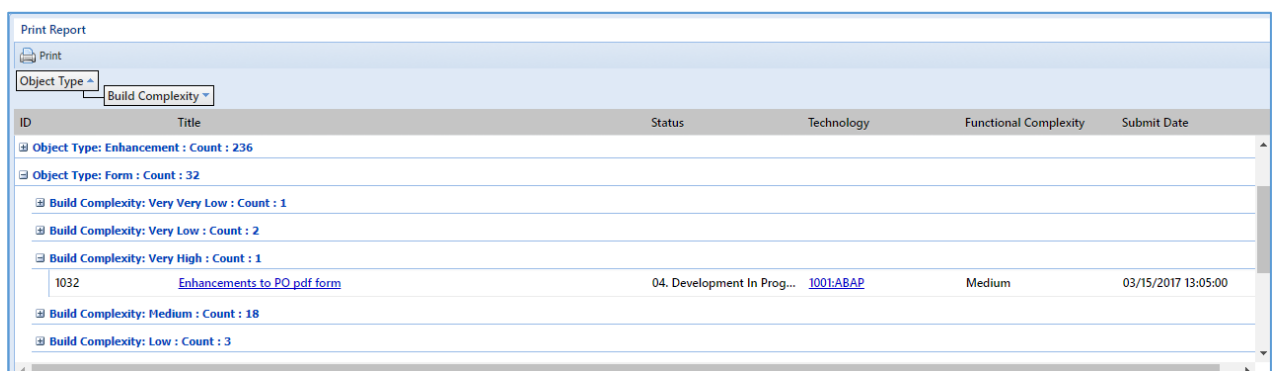 Print Report
Print
Object Type
Build Complexity
ID Title Status Technology Functional Complexity Submit Date
Object Type: Enhancement : Count : 236
Object Type: Form : Count : 32
Build Complexity: Very Very Low : Count : 1
Build Complexity: Very Low : Count : 2
Build Complexity: Very High : Count : 1
1032 Enhancements to PO pdf form 04. Development In Prog... 1001:ABAP Medium 03/15/2017 13:05:00
Build Complexity: Medium : Count : 18
Build Complexity: Low : Count : 3